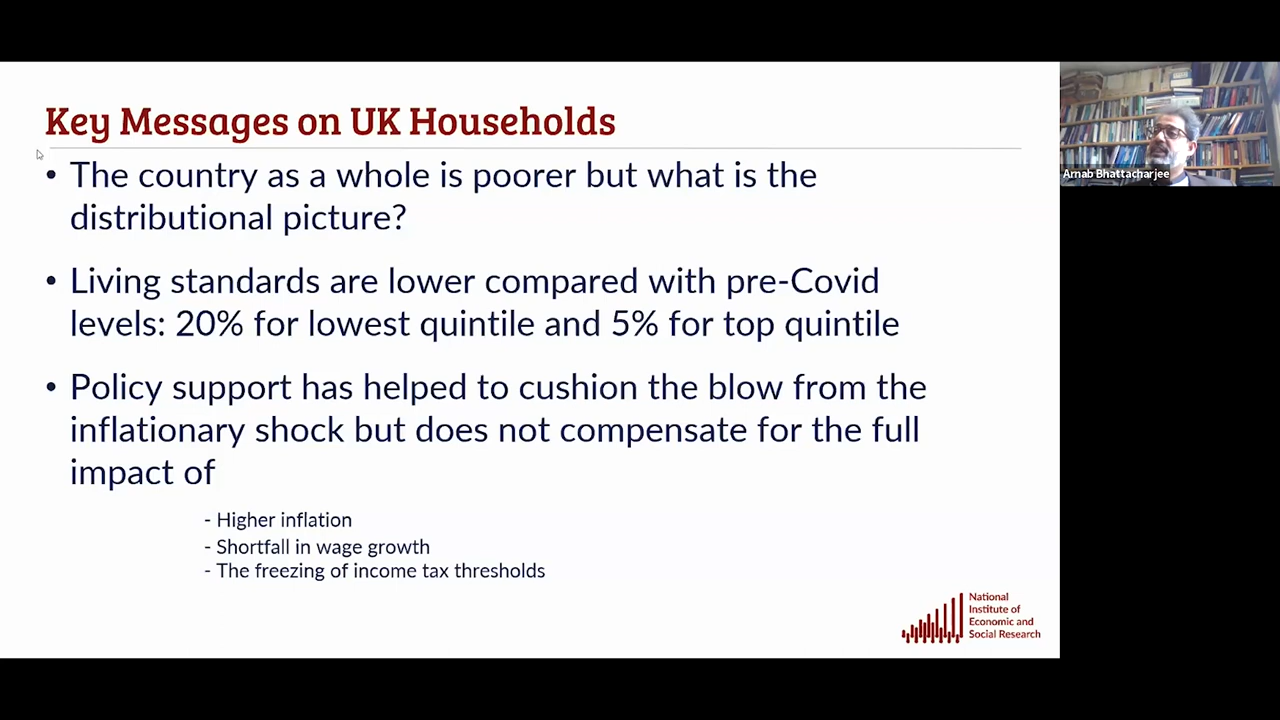 Key Messages on UK Households
• The country as a whole is poorer but what is the
distributional picture?
• Living standards are lower compared with pre-Covid
levels: 20% for lowest quintile and 5% for top quintile
• Policy support has helped to cushion the blow from the
inflationary shock but does not compensate for the full
impact of
- Higher inflation
- Shortfall in wage growth
- The freezing of income tax thresholds
National
Institute of
Economic and
Social Research
Arnab Bhattacharjee